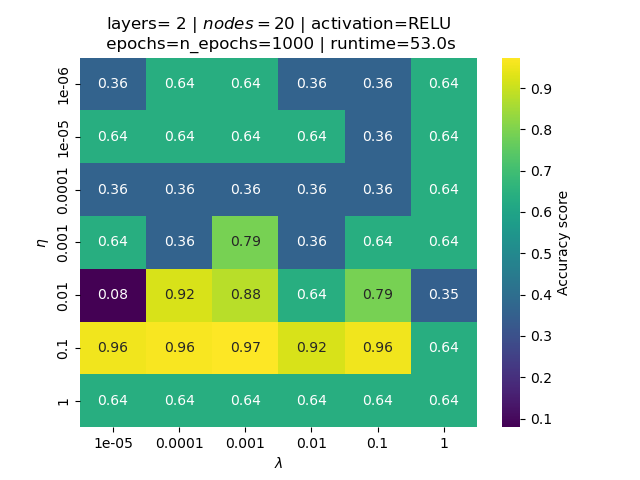 layers= 2 | nodes = 20 | activation=RELU
epochs=n_epochs=1000 | runtime=53.0s
1e-06 0.36 0.64 0.64 0.36 0.36 0.64
1e-05 0.64 0.64 0.64 0.64 0.36 0.64
0.0001 0.36 0.36 0.36 0.36 0.36 0.64
0.001 0.64 0.36 0.79 0.36 0.64 0.64
0.01 0.08 0.92 0.88 0.64 0.79 0.35
0.1 0.96 0.96 0.97 0.92 0.96 0.64
1 0.64 0.64 0.64 0.64 0.64 0.64
η
1e-05 0.0001 0.001 0.01 0.1 1
λ
0.9
0.8
0.7
0.6
0.5
0.4
0.3
0.2
0.1
Accuracy score